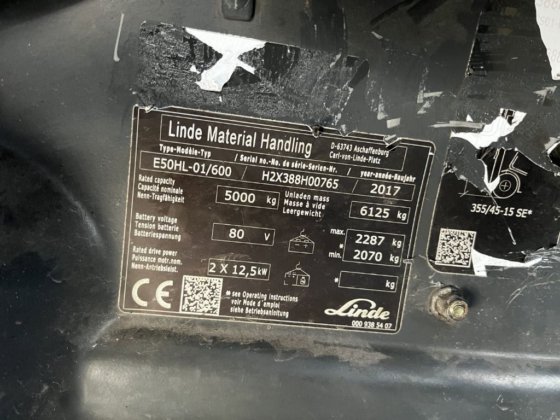 Linde Material Handling
D-63743 Aschaffenburg
Carl-von-Linde-Platz
Type-Modèle-Typ / Serial no.-No. de série-Serien-Nr. / year-année-Baujahr
E50HL-01/600 H2X388H00765 2017
Rated capacity
Capacité nominale
Nenn-Tragfähigkeit
5000 kg
Unladen mass
Masse à vide
Leergewicht
6125 kg
Battery voltage
Tension batterie
Batteriespannung
80 V
max. * 2287 kg
min. * 2070 kg
Rated drive power
Puissance motr.nom.
Nenn-Antriebsleist.
2 X 12,5 kW
* kg
CE
* see Operating instructions
voir Mode d'emploi
siehe Betriebsanleitung
Linde
000 938 54 07
355/45-15 SE*